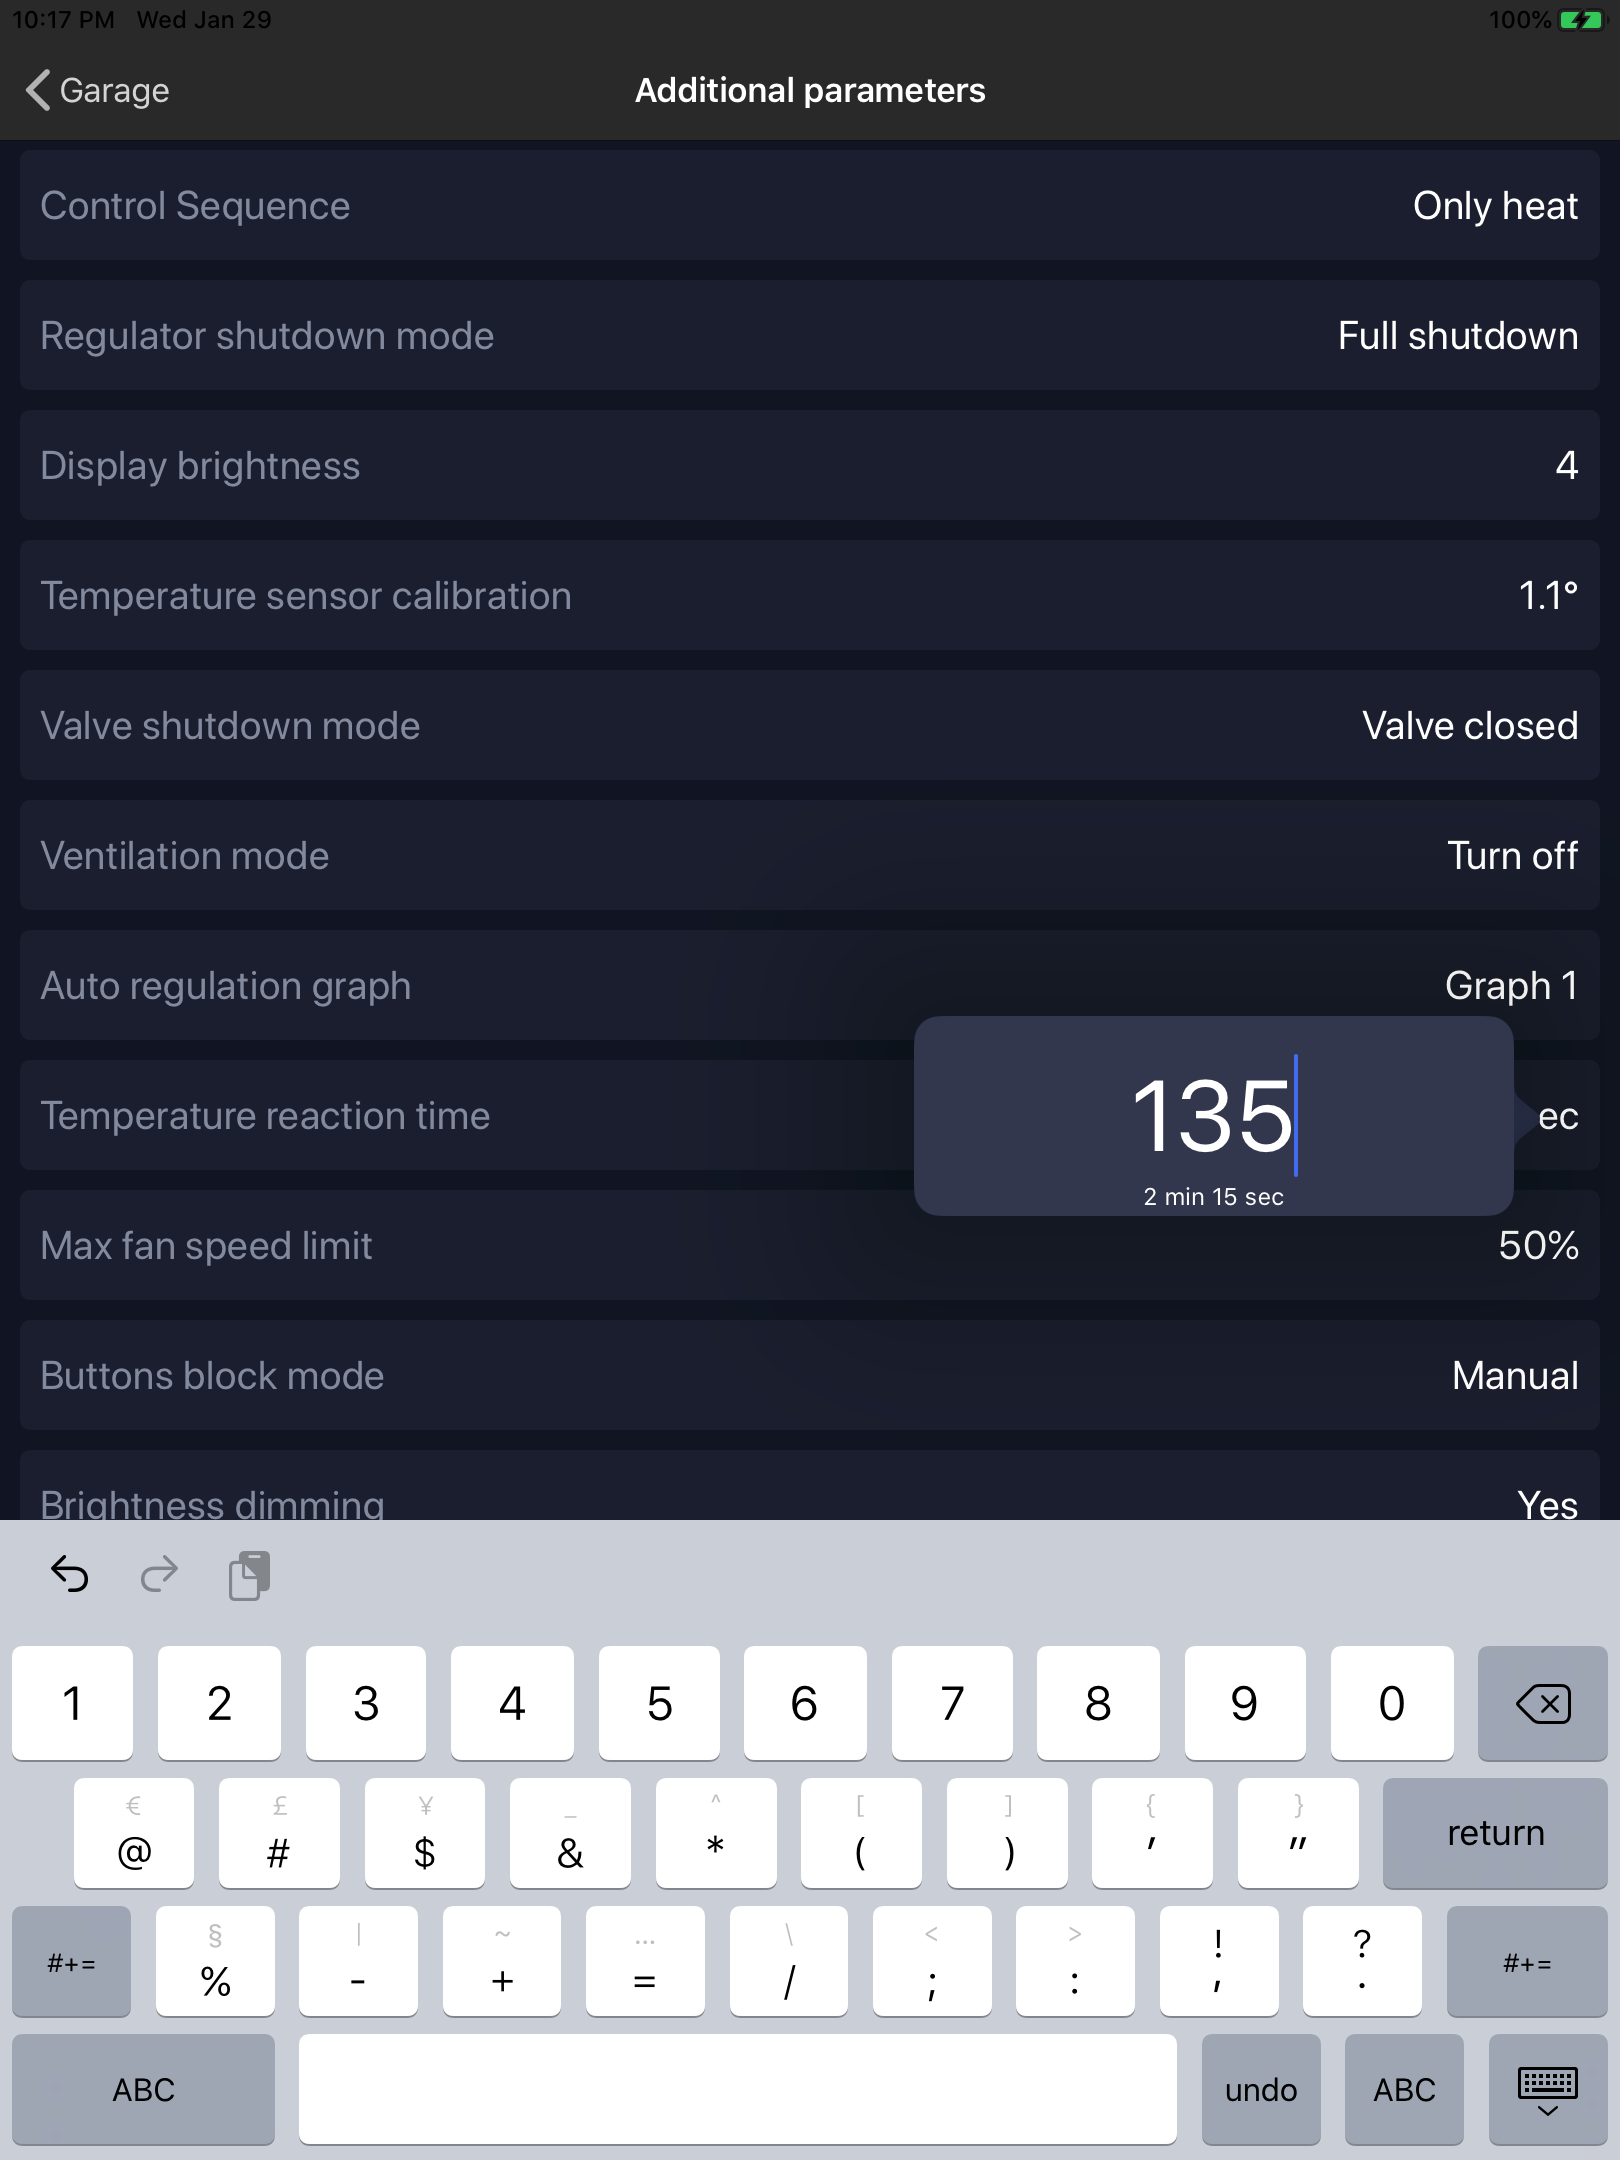 10:17 PM Wed Jan 29 100%
Garage Additional parameters
Control Sequence Only heat
Regulator shutdown mode Full shutdown
Display brightness 4
Temperature sensor calibration 1.1°
Valve shutdown mode Valve closed
Ventilation mode Turn off
Auto regulation graph Graph 1
Temperature reaction time ec
135
2 min 15 sec
Max fan speed limit 50%
Buttons block mode Manual
Brightness dimming Yes
1 2 3 4 5 6 7 8 9 0
€ £ ¥ _ ^ [ ] { }
@ # $ & * ( ) ' " return
§ | ~ … \ < > ! ?
#+= % - + = / ; : , . #+=
ABC undo ABC